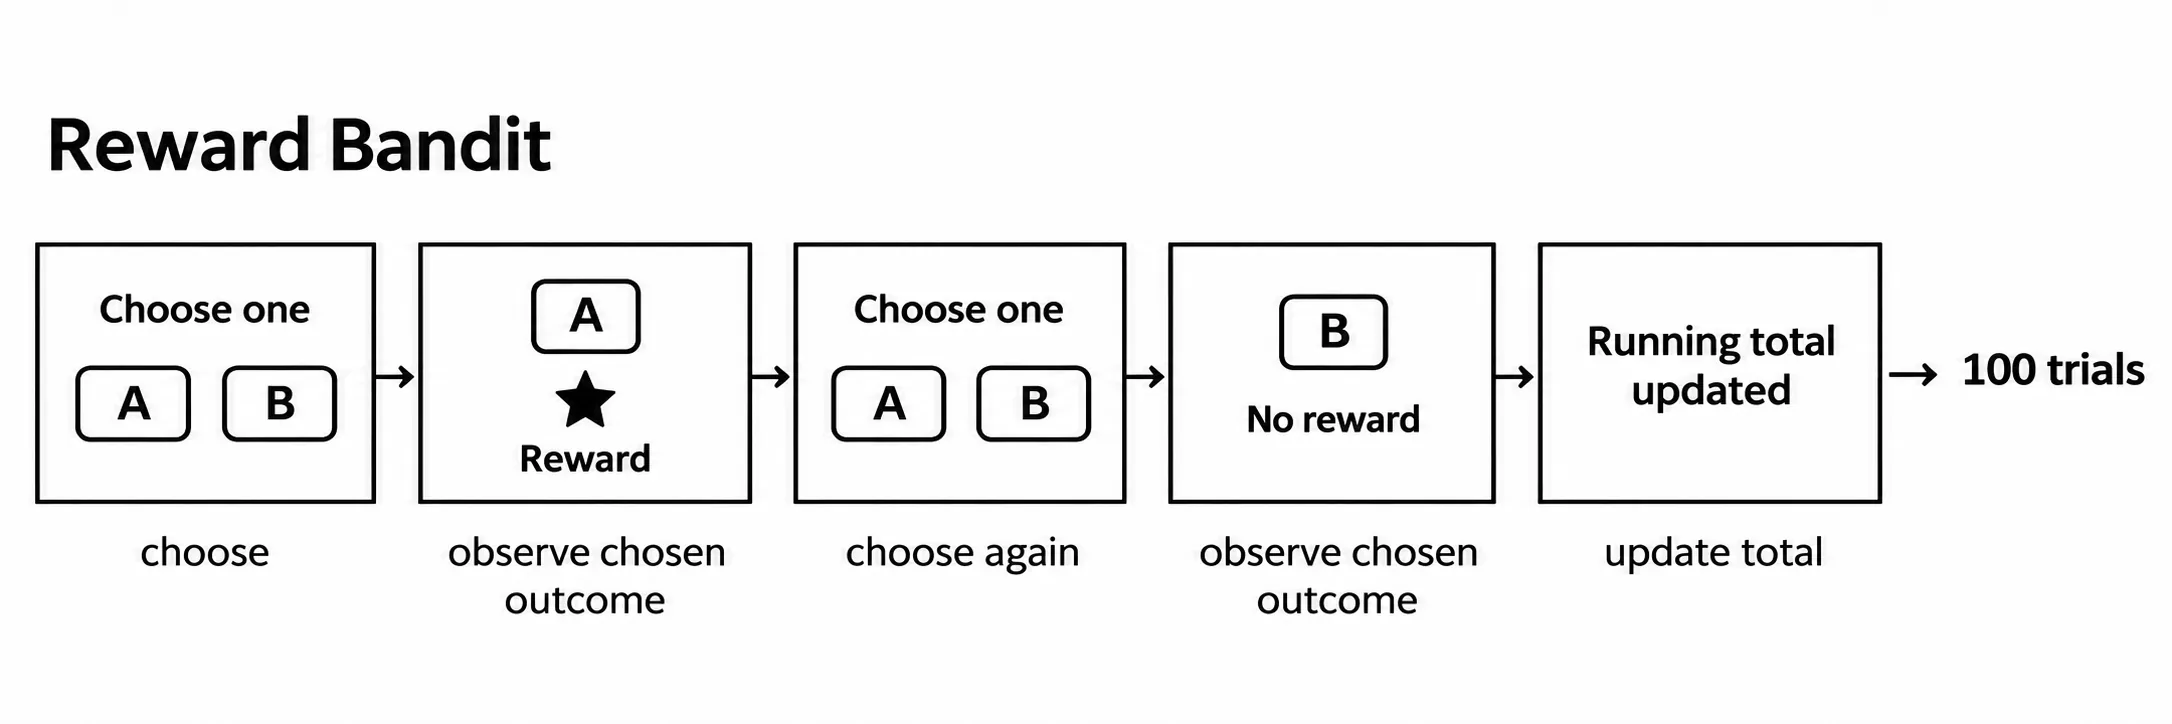 Reward Bandit
Choose one
A B
choose
A
Reward
observe chosen
outcome
Choose one
A B
choose again
B
No reward
observe chosen
outcome
Running total
updated
update total
100 trials